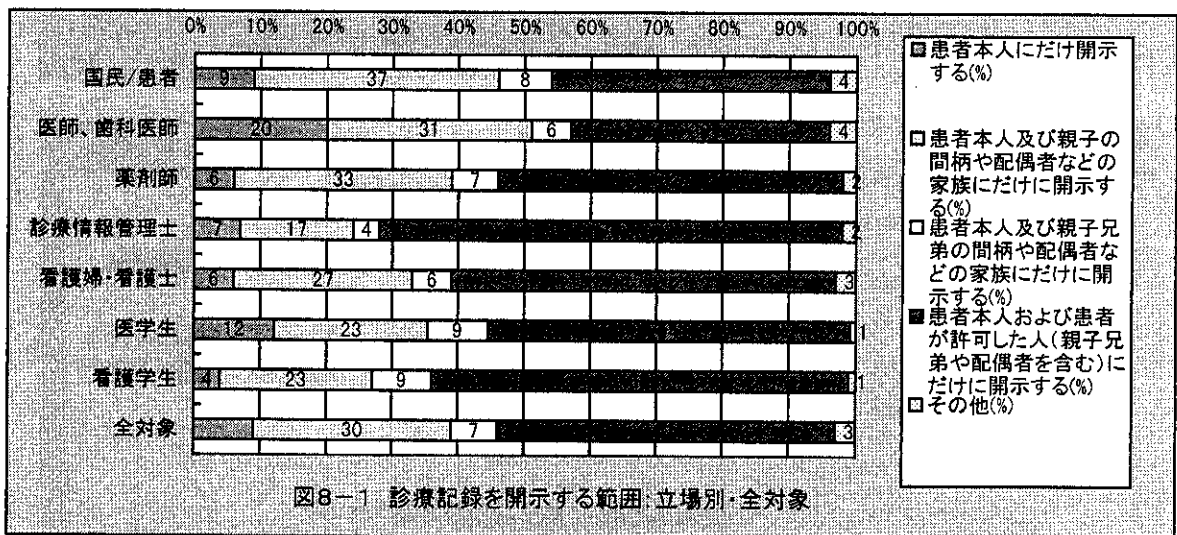 0% 10% 20% 30% 40% 50% 60% 70% 80% 90% 100%
国民/患者 9 37 8 4
医師、歯科医師 20 31 6 4
薬剤師 6 33 7 2
診療情報管理士 7 17 4 2
看護婦・看護士 6 27 6 3
医学生 12 23 9 1
看護学生 4 23 9 1
全対象 30 7 3
図8-1 診療記録を開示する範囲:立場別・全対象
患者本人にだけ開示
する(%)
患者本人及び親子の
間柄や配偶者などの
家族にだけに開示す
る(%)
患者本人及び親子兄
弟の間柄や配偶者な
どの家族にだけに開
示する(%)
患者本人および患者
が許可した人(親子兄
弟や配偶者を含む)に
だけに開示する(%)
その他(%)